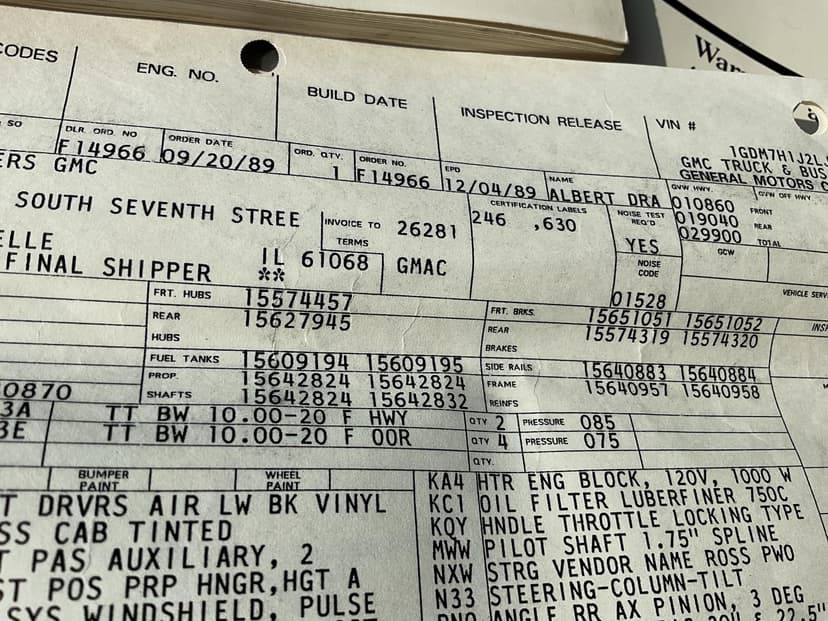 War
CODES
ENG. NO.
BUILD DATE
INSPECTION RELEASE
VIN #
1GDM7H1J2L
GMC TRUCK & BUS
GENERAL MOTORS
SO
DLR. ORD. NO
F14966
ORDER DATE
09/20/89
ORD. QTY.
1
ORDER NO.
F14966
EPD
12/04/89
NAME
ALBERT DRA
GVW HWY.
GVW OFF HWY
010860 FRONT
019040 REAR
029900 TOTAL
GCW
ERS GMC
SOUTH SEVENTH STREE
INVOICE TO 26281
TERMS
GMAC
CERTIFICATION LABELS
246 ,630
NOISE TEST
REQ'D
YES
NOISE
CODE
01528
VEHICLE SERV
ELLE
IL 61068
FINAL SHIPPER **
FRT. HUBS 15574457
REAR 15627945
HUBS
FUEL TANKS 15609194 15609195
PROP. 15642824 15642824
SHAFTS 15642824 15642832
FRT. BRKS. 15651051 15651052
REAR 15574319 15574320
BRAKES
SIDE RAILS 15640883 15640884
FRAME 15640957 15640958
REINFS
INSP
0870
3A TT BW 10.00-20 F HWY QTY 2 PRESSURE 085
3E TT BW 10.00-20 F OOR QTY 4 PRESSURE 075
QTY.
BUMPER
PAINT
WHEEL
PAINT
T DRVRS AIR LW BK VINYL
SS CAB TINTED
T PAS AUXILIARY, 2
ST POS PRP HNGR,HGT A
SYS WINDSHIELD, PULSE
KA4 HTR ENG BLOCK, 120V, 1000 W
KC1 OIL FILTER LUBERFINER 750C
KQY HNDLE THROTTLE LOCKING TYPE
MWW PILOT SHAFT 1.75" SPLINE
NXW STRG VENDOR NAME ROSS PWO
N33 STEERING-COLUMN-TILT
ANGLE RR AX PINION, 3 DEG
22.5"